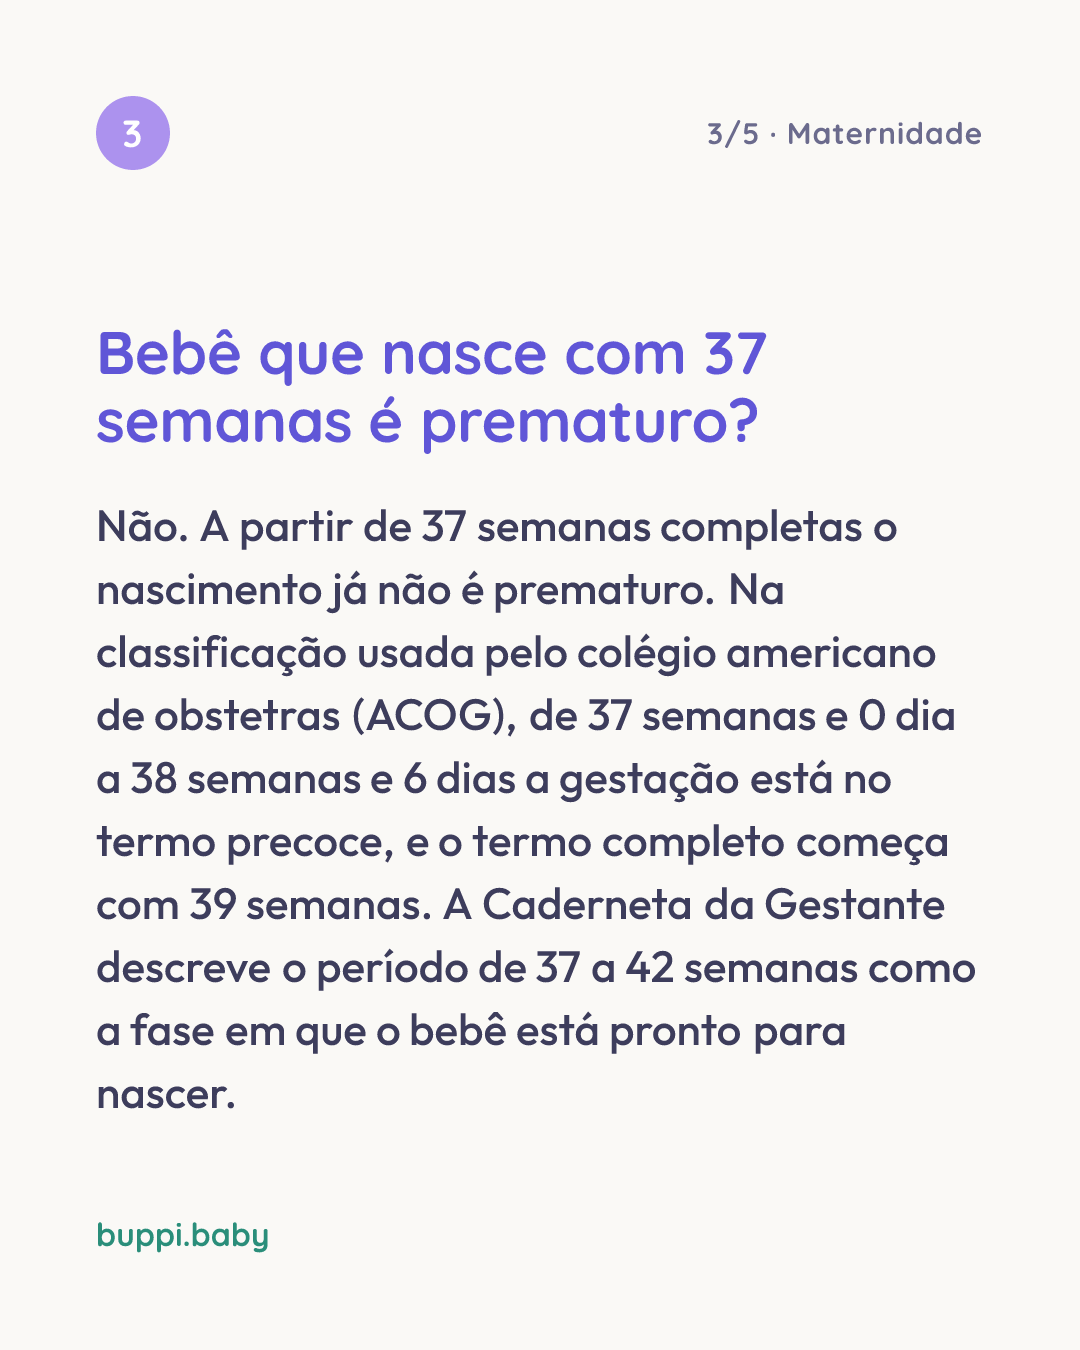 3
3/5 · Maternidade
Bebê que nasce com 37
semanas é prematuro?
Não. A partir de 37 semanas completas o
nascimento já não é prematuro. Na
classificação usada pelo colégio americano
de obstetras (ACOG), de 37 semanas e 0 dia
a 38 semanas e 6 dias a gestação está no
termo precoce, e o termo completo começa
com 39 semanas. A Caderneta da Gestante
descreve o período de 37 a 42 semanas como
a fase em que o bebê está pronto para
nascer.
buppi.baby